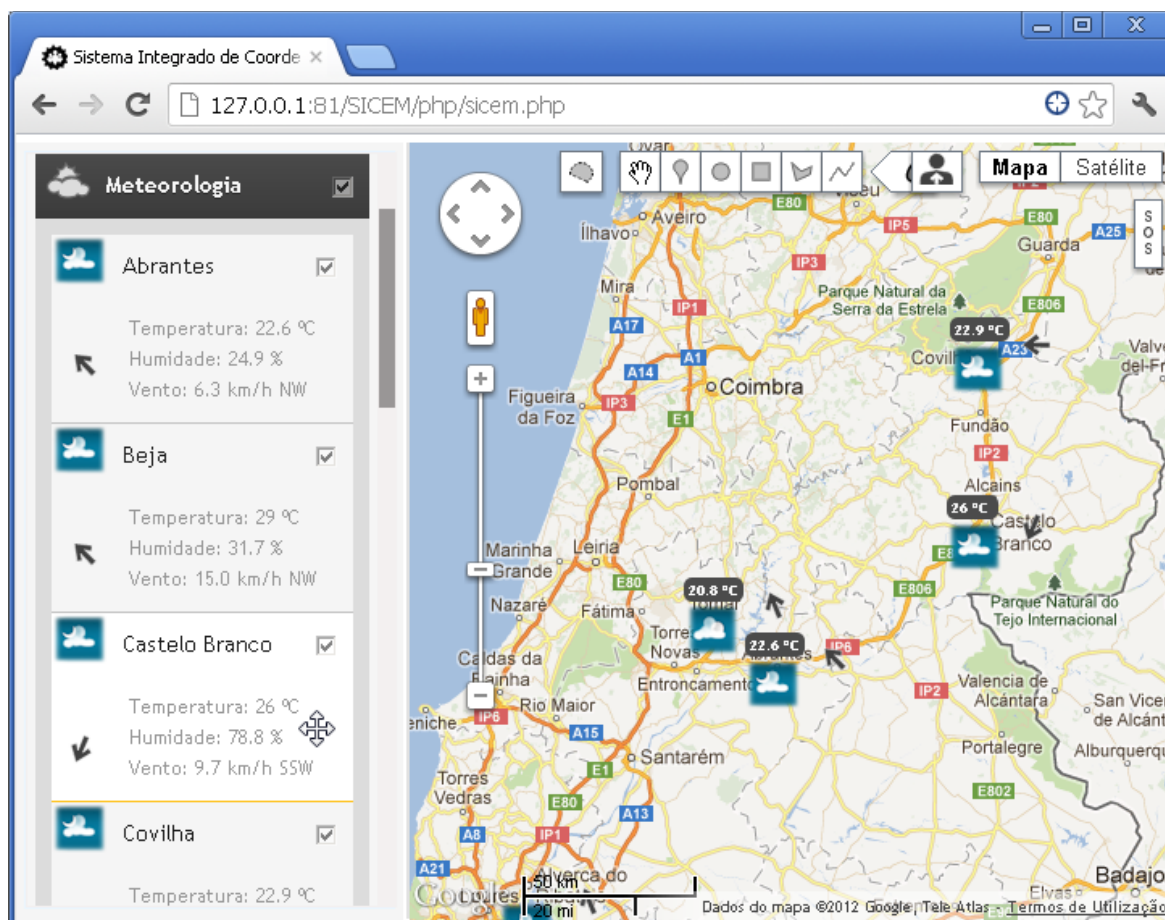 Sistema Integrado de Coorde
127.0.0.1:81/SICEM/php/sicem.php
Meteorologia
Abrantes
Temperatura: 22.6 ºC
Humidade: 24.9 %
Vento: 6.3 km/h NW
Beja
Temperatura: 29 ºC
Humidade: 31.7 %
Vento: 15.0 km/h NW
Castelo Branco
Temperatura: 26 ºC
Humidade: 78.8 %
Vento: 9.7 km/h SSW
Covilha
Temperatura: 22.9 ºC
Mapa
Satélite
SOS
Ovar
Viseu
E80
E80
Aveiro
Ílhavo
IP5
A25
Guarda
IP3
Mira
IP1
Parque Natural da
Serra da Estrela
E806
A17
22.9 ºC
A1
A23
A14
Coimbra
Figueira
da Foz
IP3
E1
Fundão
IP2
Pombal
Alcains
26 ºC
Castelo
Branco
Marinha
Grande
Leiria
E80
E806
20.8 ºC
Nazaré
Fátima
Parque Natural do
Tejo Internacional
Torres
Novas
22.6 ºC
Abrantes
IP6
Caldas da
Rainha
Entroncamento
IP2
Valencia de
Alcántara
IP6
Rio Maior
A15
Portalegre
E1
Santarém
Torres
Vedras
E80
A13
E802
A8
IP1
A21
Badajo
Google
50 km
20 mi
Elvas
Dados do mapa ©2012 Google, Tele Atlas - Termos de Utilização